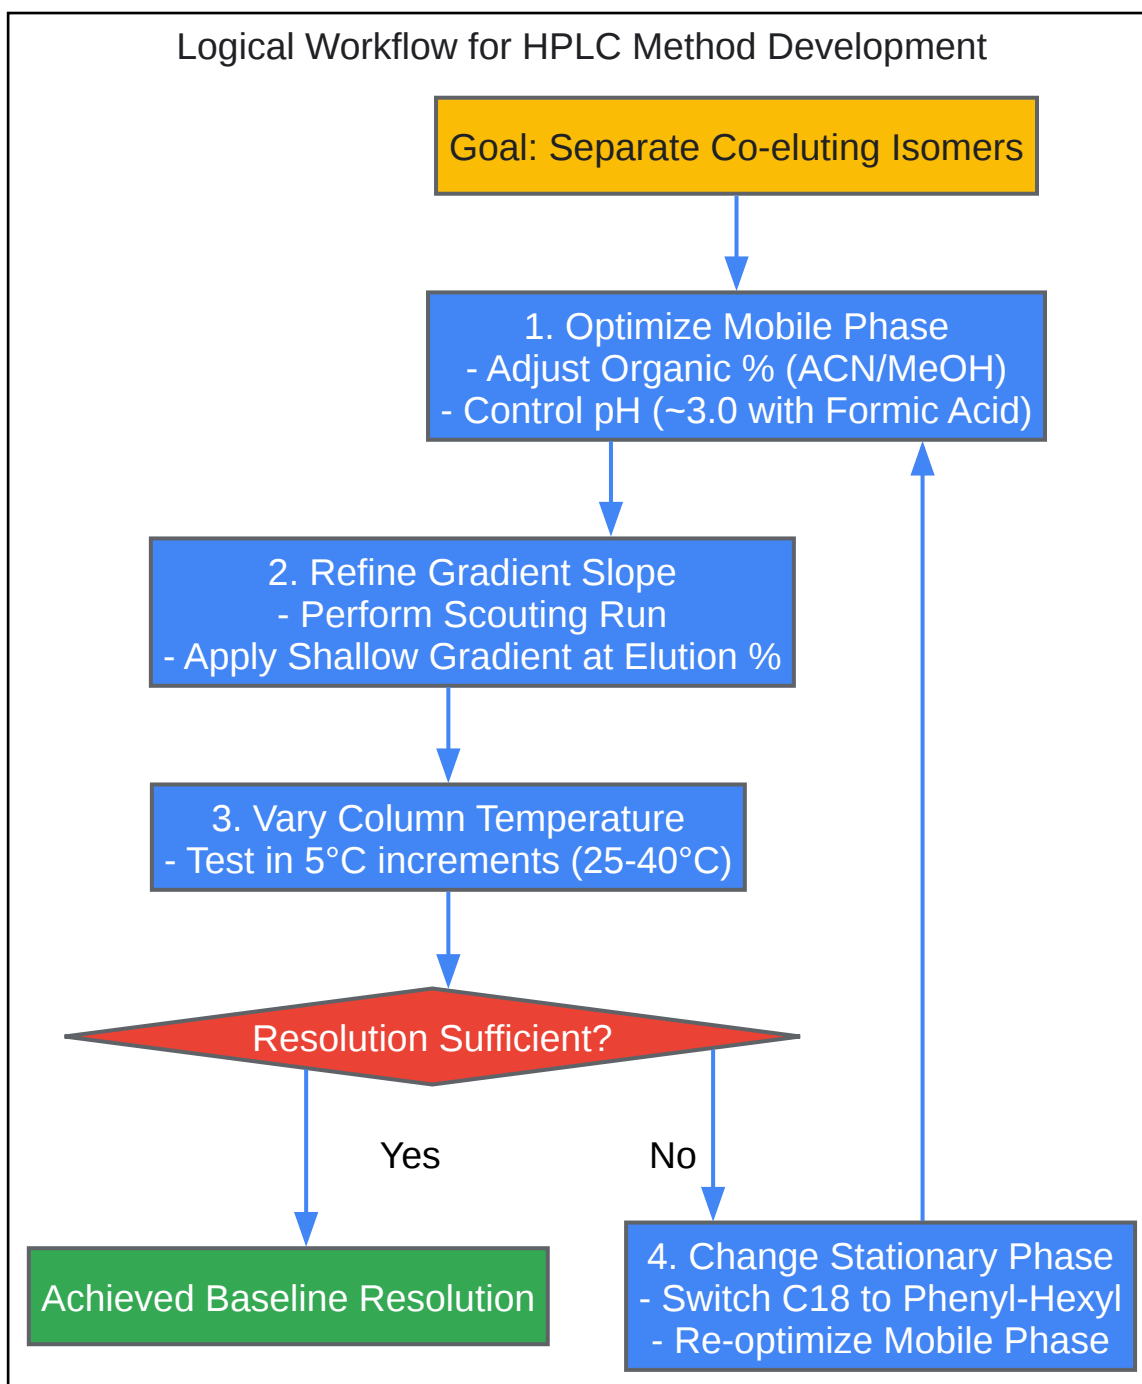 Logical Workflow for HPLC Method Development
Goal: Separate Co-eluting Isomers
1. Optimize Mobile Phase
- Adjust Organic % (ACN/MeOH)
- Control pH (~3.0 with Formic Acid)
2. Refine Gradient Slope
- Perform Scouting Run
- Apply Shallow Gradient at Elution %
3. Vary Column Temperature
- Test in 5°C increments (25-40°C)
Resolution Sufficient?
Yes
No
Achieved Baseline Resolution
4. Change Stationary Phase
- Switch C18 to Phenyl-Hexyl
- Re-optimize Mobile Phase